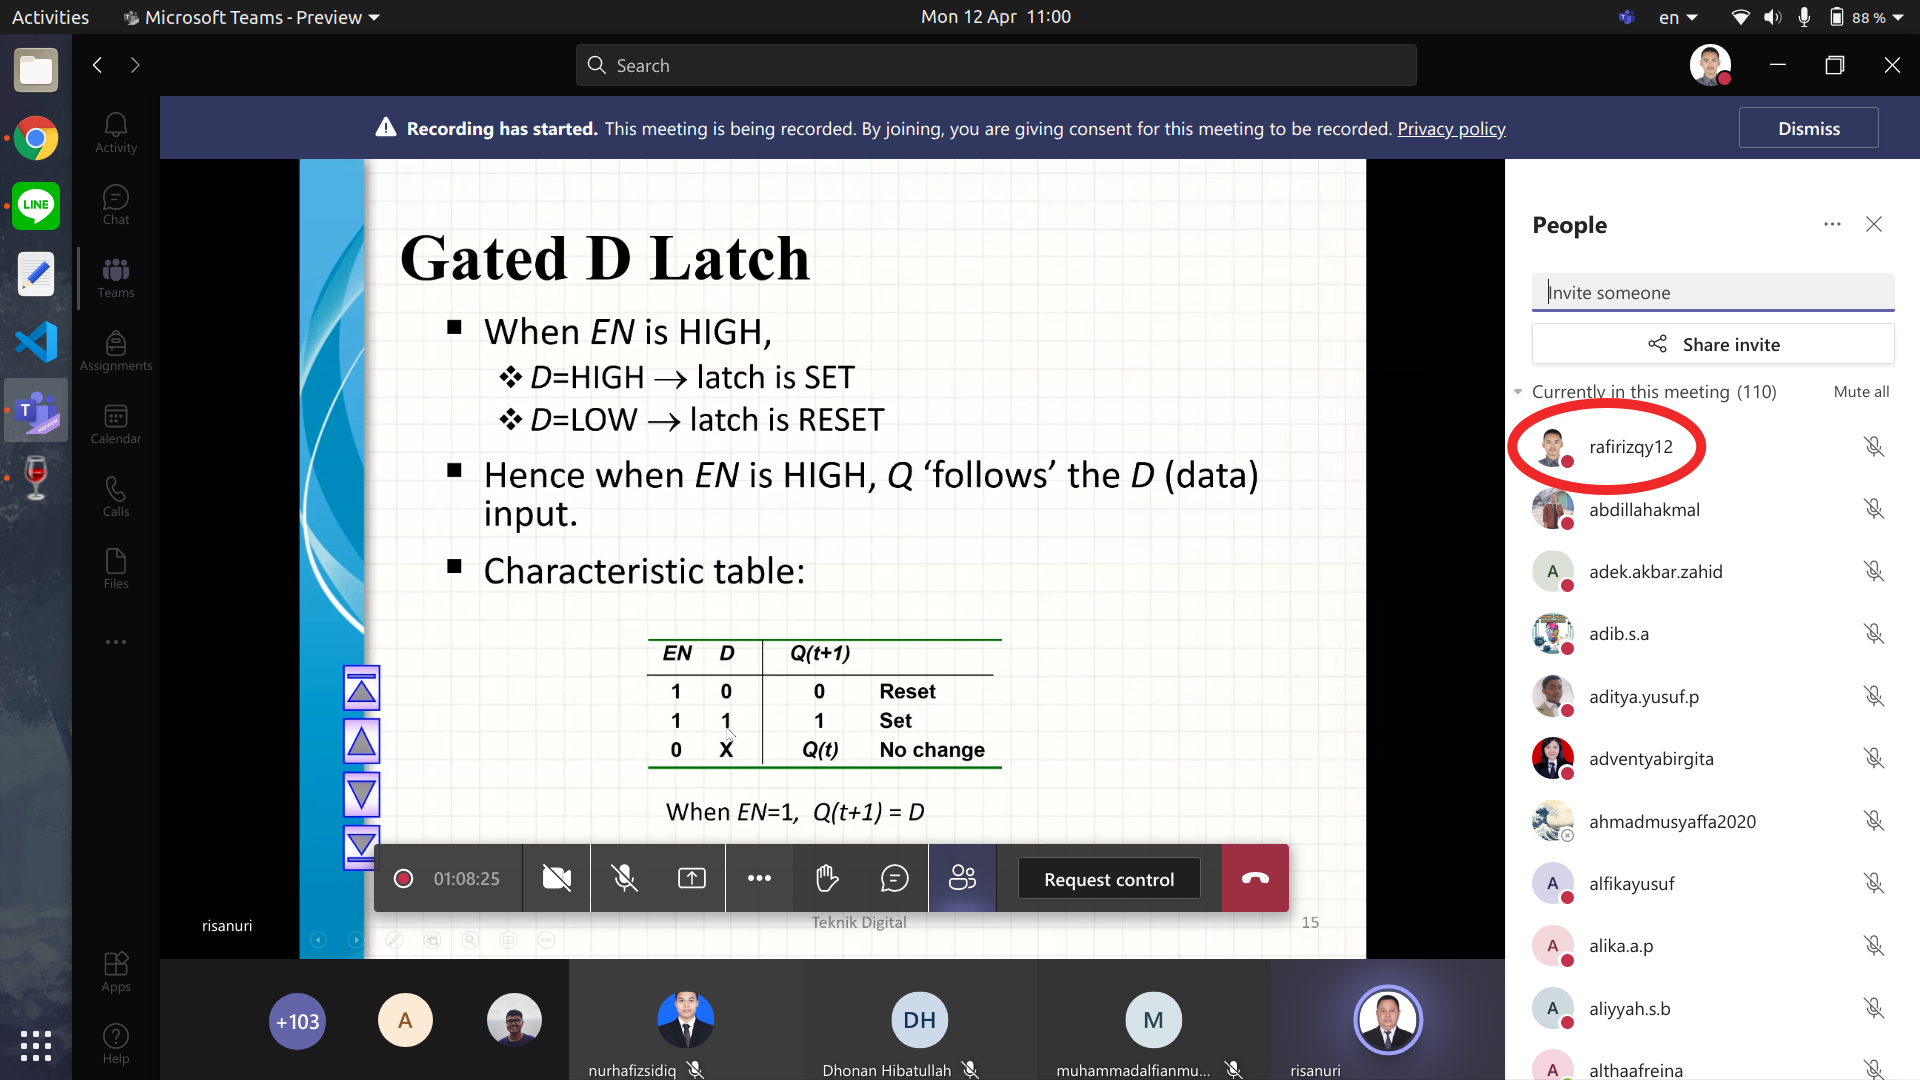 Activities
Microsoft Teams - Preview
Mon 12 Apr 11:00
en
88 %
Search
Recording has started. This meeting is being recorded. By joining, you are giving consent for this meeting to be recorded. Privacy policy
Dismiss
LINE
T
PREVIEW
Activity
Chat
Teams
Assignments
Calendar
Calls
Files
Apps
Help
Gated D Latch
When EN is HIGH,
D=HIGH → latch is SET
D=LOW → latch is RESET
Hence when EN is HIGH, Q ‘follows’ the D (data)
input.
Characteristic table:
EN D Q(t+1)
1 0 0 Reset
1 1 1 Set
0 X Q(t) No change
When EN=1, Q(t+1) = D
01:08:25
Request control
Teknik Digital
15
risanuri
+103
A
nurhafizsidiq
DH
Dhonan Hibatullah
M
muhammadalfianmu...
risanuri
People
Invite someone
Share invite
Currently in this meeting (110)
Mute all
rafirizqy12
abdillahakmal
A
adek.akbar.zahid
adib.s.a
aditya.yusuf.p
adventyabirgita
ahmadmusyaffa2020
A
alfikayusuf
A
alika.a.p
A
aliyyah.s.b
A
althaafreina